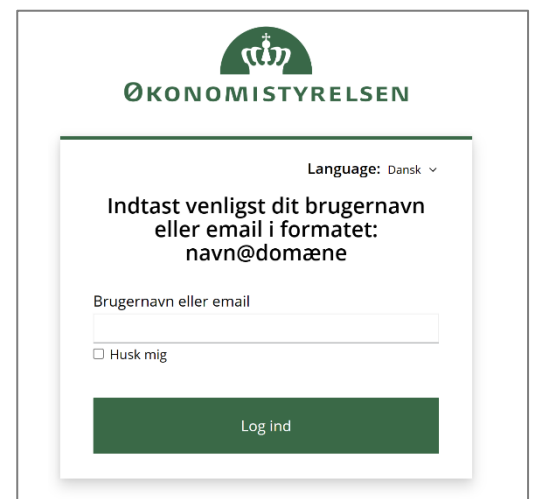 ØKONOMISTYRELSEN
Language: Dansk
Indtast venligst dit brugernavn
eller email i formatet:
navn@domæne
Brugernavn eller email
Husk mig
Log ind